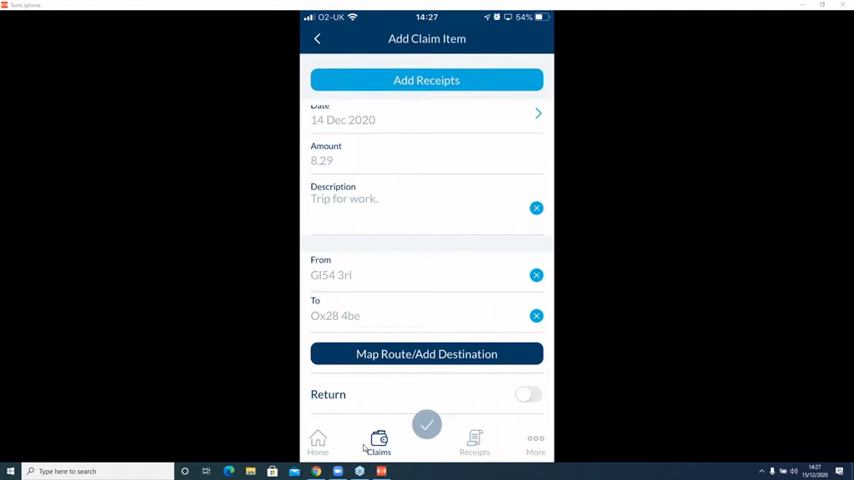 Toms Iphone
O2-UK
14:27
54%
Add Claim Item
Add Receipts
Date
14 Dec 2020
Amount
8.29
Description
Trip for work.
From
Gl54 3rl
To
Ox28 4be
Map Route/Add Destination
Return
Home
Claims
Receipts
More
Type here to search
14:27
15/12/2020